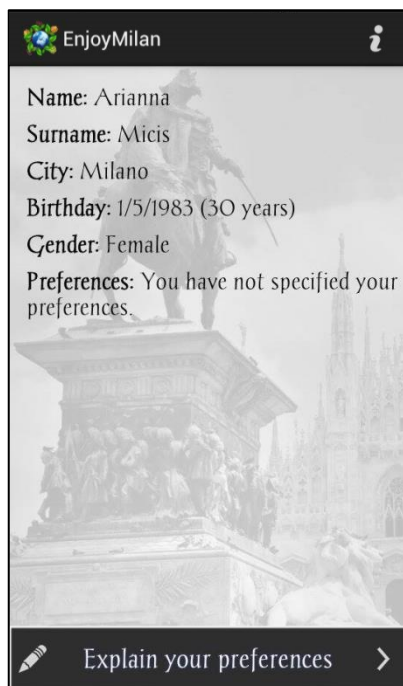 EnjoyMilan
Name: Arianna
Surname: Micis
City: Milano
Birthday: 1/5/1983 (30 years)
Gender: Female
Preferences: You have not specified your
preferences.
Explain your preferences